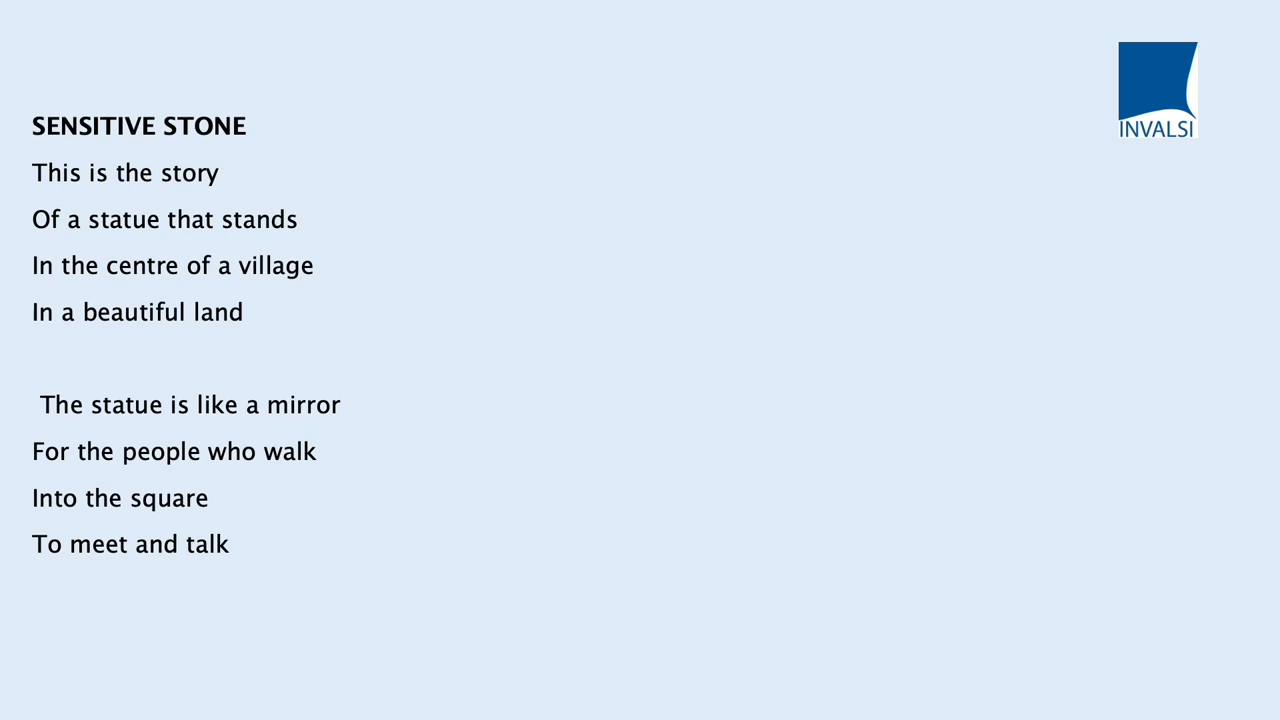 INVALSI
SENSITIVE STONE
This is the story
Of a statue that stands
In the centre of a village
In a beautiful land
The statue is like a mirror
For the people who walk
Into the square
To meet and talk